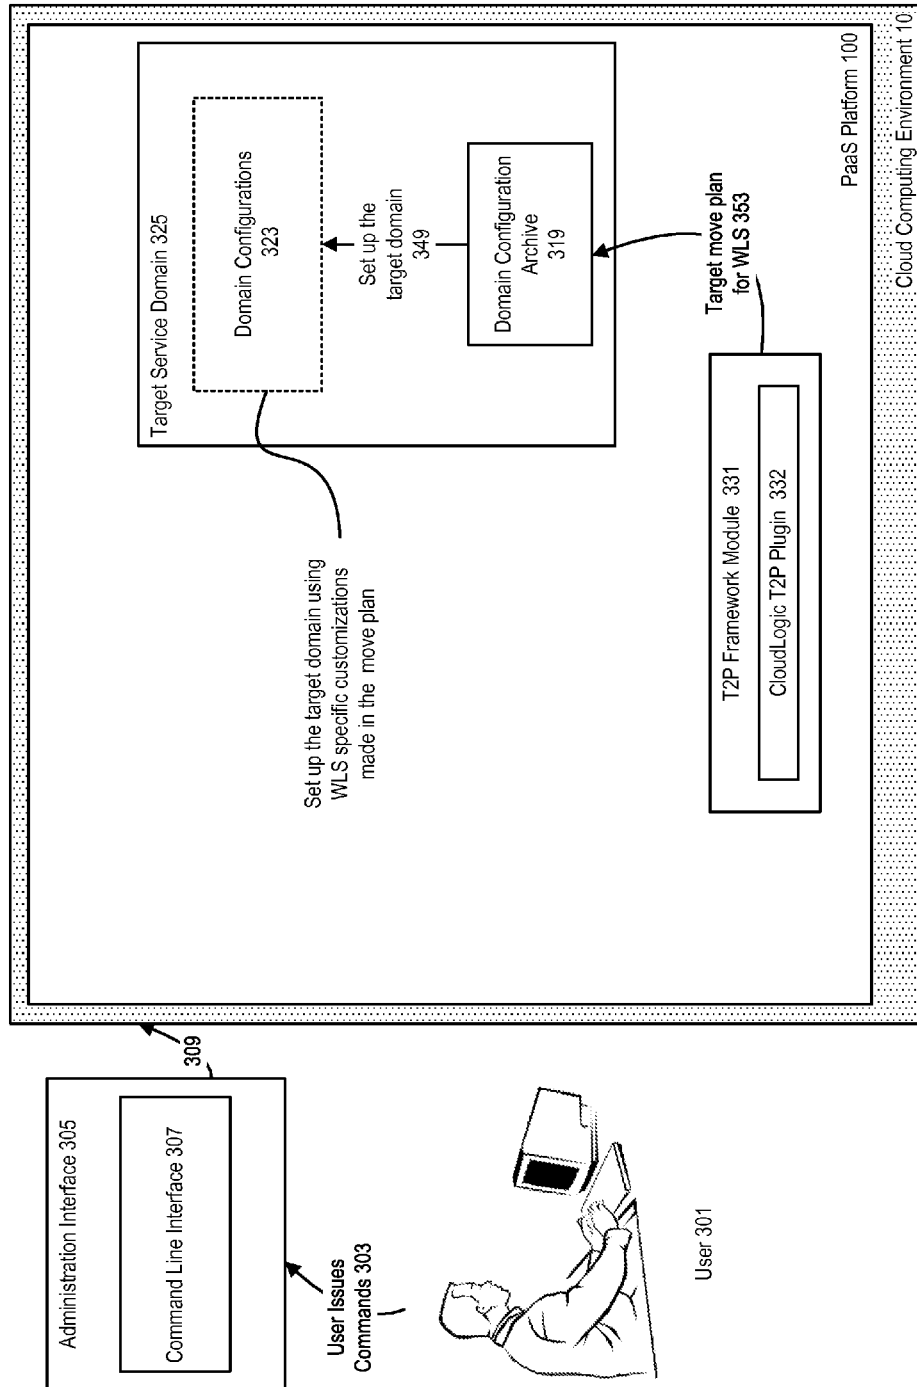 Administration Interface 305
Command Line Interface 307
User Issues
Commands 303
User 301
309
Target Service Domain 325
Domain Configurations
323
Set up the
target domain
349
Domain Configuration
Archive
319
Set up the target domain using
WLS specific customizations
made in the move plan
Target move plan
for WLS 353
T2P Framework Module 331
CloudLogic T2P Plugin 332
PaaS Platform 100
Cloud Computing Environment 10